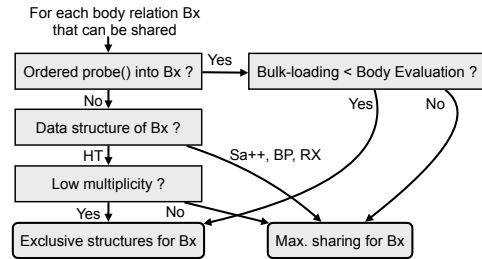 For each body relation Bx
that can be shared
Ordered probe() into Bx ?
Yes
Bulk-loading < Body Evaluation ?
No
Yes
No
Data structure of Bx ?
HT
Sa++, BP, RX
Low multiplicity ?
Yes
No
Exclusive structures for Bx
Max. sharing for Bx